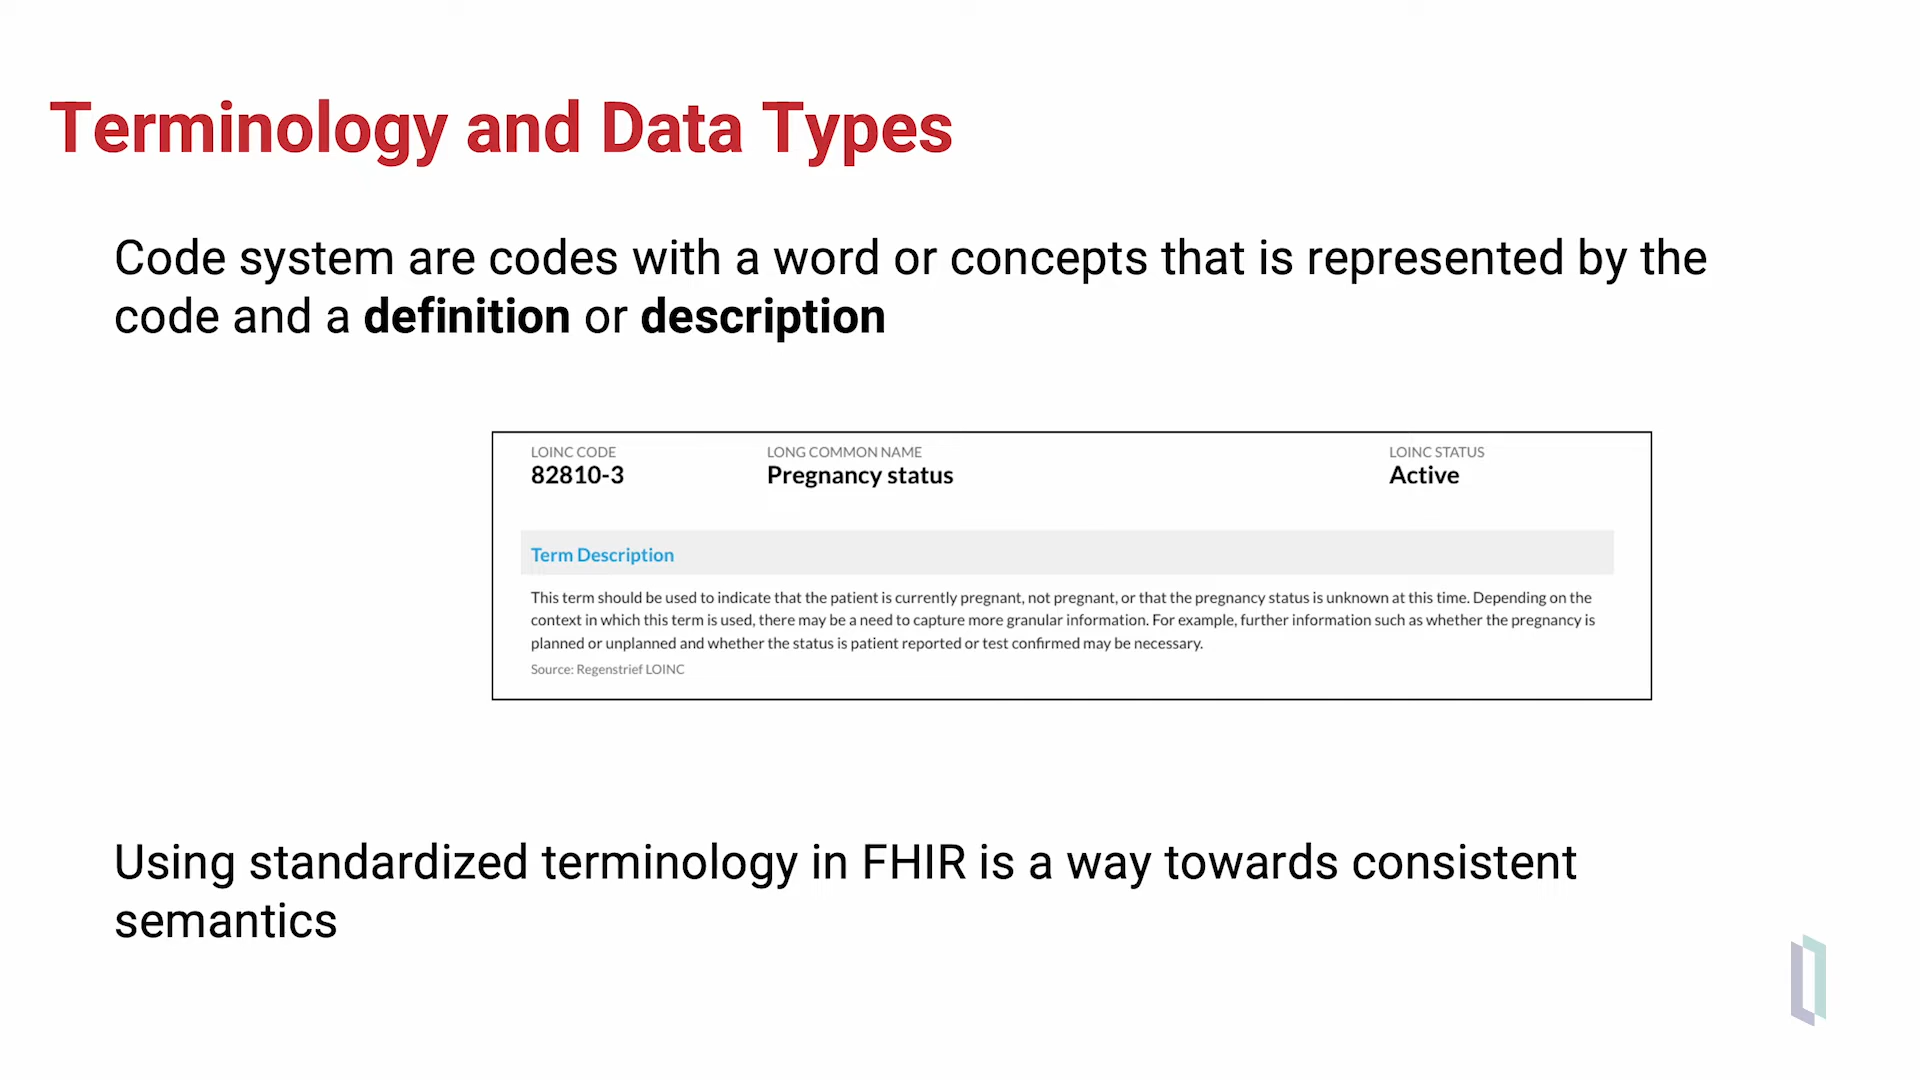 Terminology and Data Types
Code system are codes with a word or concepts that is represented by the
code and a definition or description
LOINC CODE LONG COMMON NAME LOINC STATUS
82810-3 Pregnancy status Active
Term Description
This term should be used to indicate that the patient is currently pregnant, not pregnant, or that the pregnancy status is unknown at this time. Depending on the
context in which this term is used, there may be a need to capture more granular information. For example, further information such as whether the pregnancy is
planned or unplanned and whether the status is patient reported or test confirmed may be necessary.
Source: Regenstrief LOINC
Using standardized terminology in FHIR is a way towards consistent
semantics